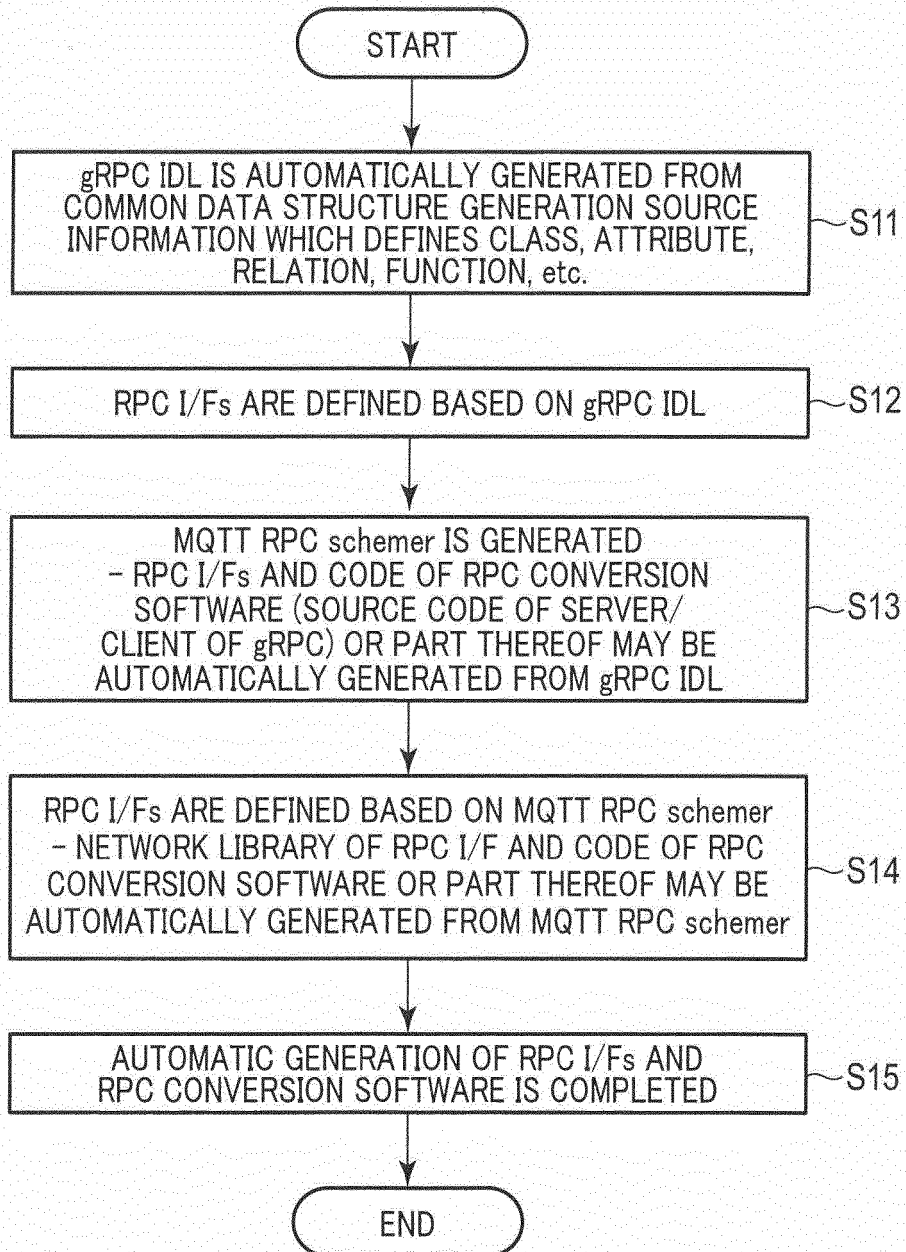 START
gRPC IDL IS AUTOMATICALLY GENERATED FROM
COMMON DATA STRUCTURE GENERATION SOURCE
INFORMATION WHICH DEFINES CLASS, ATTRIBUTE,
RELATION, FUNCTION, etc.
S11
RPC I/Fs ARE DEFINED BASED ON gRPC IDL
S12
MQTT RPC schemer IS GENERATED
- RPC I/Fs AND CODE OF RPC CONVERSION
SOFTWARE (SOURCE CODE OF SERVER/
CLIENT OF gRPC) OR PART THEREOF MAY BE
AUTOMATICALLY GENERATED FROM gRPC IDL
S13
RPC I/Fs ARE DEFINED BASED ON MQTT RPC schemer
- NETWORK LIBRARY OF RPC I/F AND CODE OF RPC
CONVERSION SOFTWARE OR PART THEREOF MAY BE
AUTOMATICALLY GENERATED FROM MQTT RPC schemer
S14
AUTOMATIC GENERATION OF RPC I/Fs AND
RPC CONVERSION SOFTWARE IS COMPLETED
S15
END